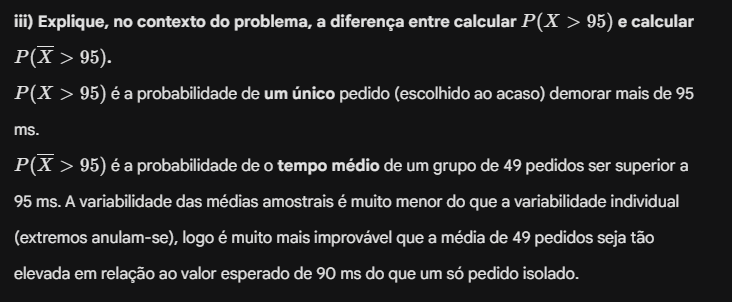 iii) Explique, no contexto do problema, a diferença entre calcular P(X > 95) e calcular
P(X̅ > 95).
P(X > 95) é a probabilidade de um único pedido (escolhido ao acaso) demorar mais de 95
ms.
P(X̅ > 95) é a probabilidade de o tempo médio de um grupo de 49 pedidos ser superior a
95 ms. A variabilidade das médias amostrais é muito menor do que a variabilidade individual
(extremos anulam-se), logo é muito mais improvável que a média de 49 pedidos seja tão
elevada em relação ao valor esperado de 90 ms do que um só pedido isolado.